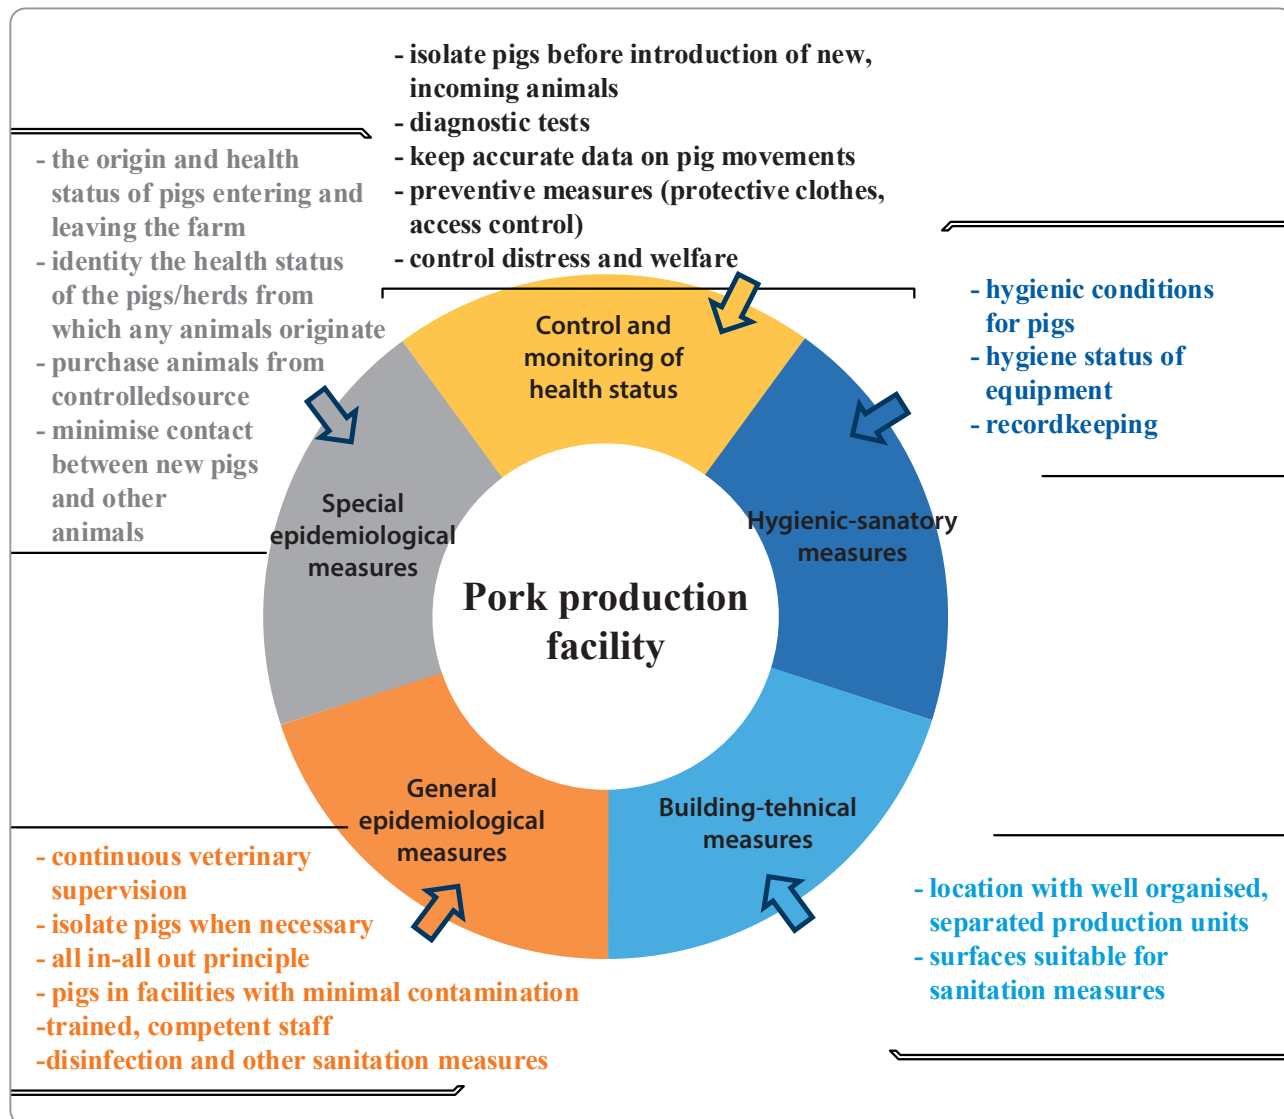 - isolate pigs before introduction of new,
incoming animals
- diagnostic tests
- keep accurate data on pig movements
- preventive measures (protective clothes,
access control)
- control distress and welfare
- the origin and health
status of pigs entering and
leaving the farm
- identity the health status
of the pigs/herds from
which any animals originate
- purchase animals from
controlledsource
- minimise contact
between new pigs
and other
animals
- hygienic conditions
for pigs
- hygiene status of
equipment
- recordkeeping
Control and
monitoring of
health status
Special
epidemiological
measures
Hygienic-sanatory
measures
Pork production
facility
General
epidemiological
measures
Building-tehnical
measures
- continuous veterinary
supervision
- isolate pigs when necessary
- all in-all out principle
- pigs in facilities with minimal contamination
-trained, competent staff
-disinfection and other sanitation measures
- location with well organised,
separated production units
- surfaces suitable for
sanitation measures